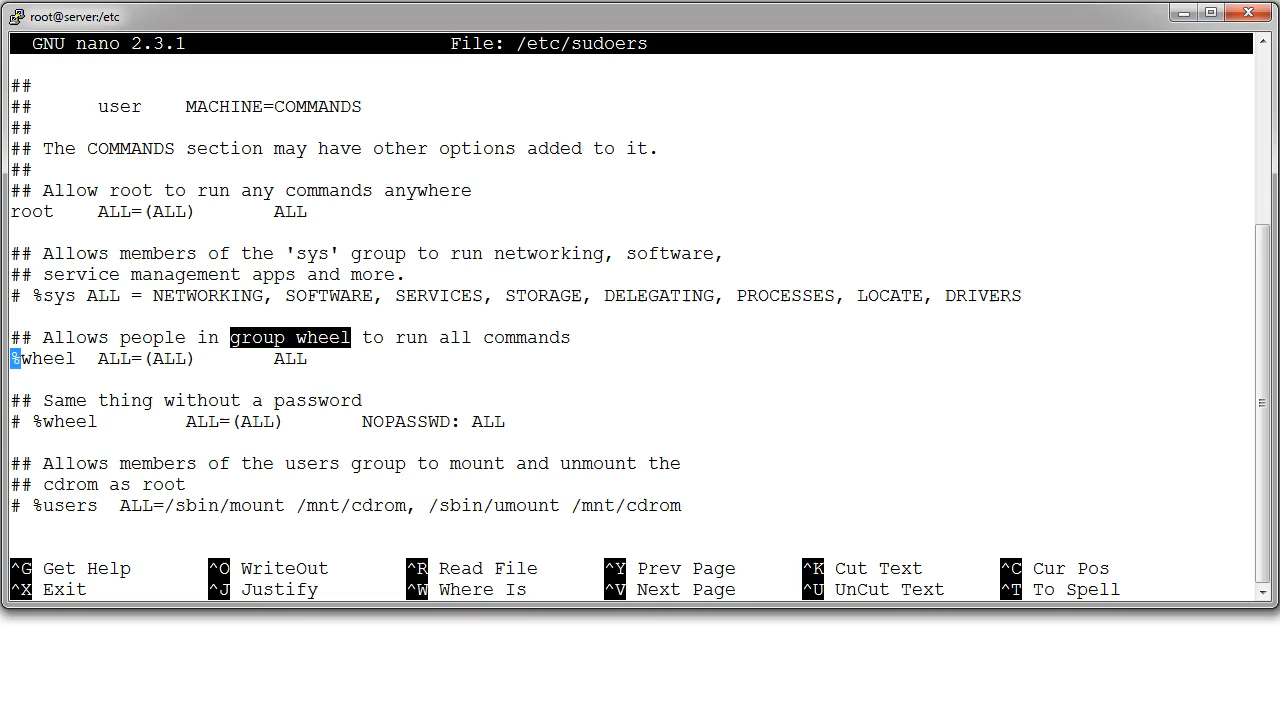 root@server:/etc
GNU nano 2.3.1 File: /etc/sudoers
##
## user MACHINE=COMMANDS
##
## The COMMANDS section may have other options added to it.
##
## Allow root to run any commands anywhere
root ALL=(ALL) ALL
## Allows members of the 'sys' group to run networking, software,
## service management apps and more.
# %sys ALL = NETWORKING, SOFTWARE, SERVICES, STORAGE, DELEGATING, PROCESSES, LOCATE, DRIVERS
## Allows people in group wheel to run all commands
%wheel ALL=(ALL) ALL
## Same thing without a password
# %wheel ALL=(ALL) NOPASSWD: ALL
## Allows members of the users group to mount and unmount the
## cdrom as root
# %users ALL=/sbin/mount /mnt/cdrom, /sbin/umount /mnt/cdrom
^G Get Help ^O WriteOut ^R Read File ^Y Prev Page ^K Cut Text ^C Cur Pos
^X Exit ^J Justify ^W Where Is ^V Next Page ^U UnCut Text ^T To Spell